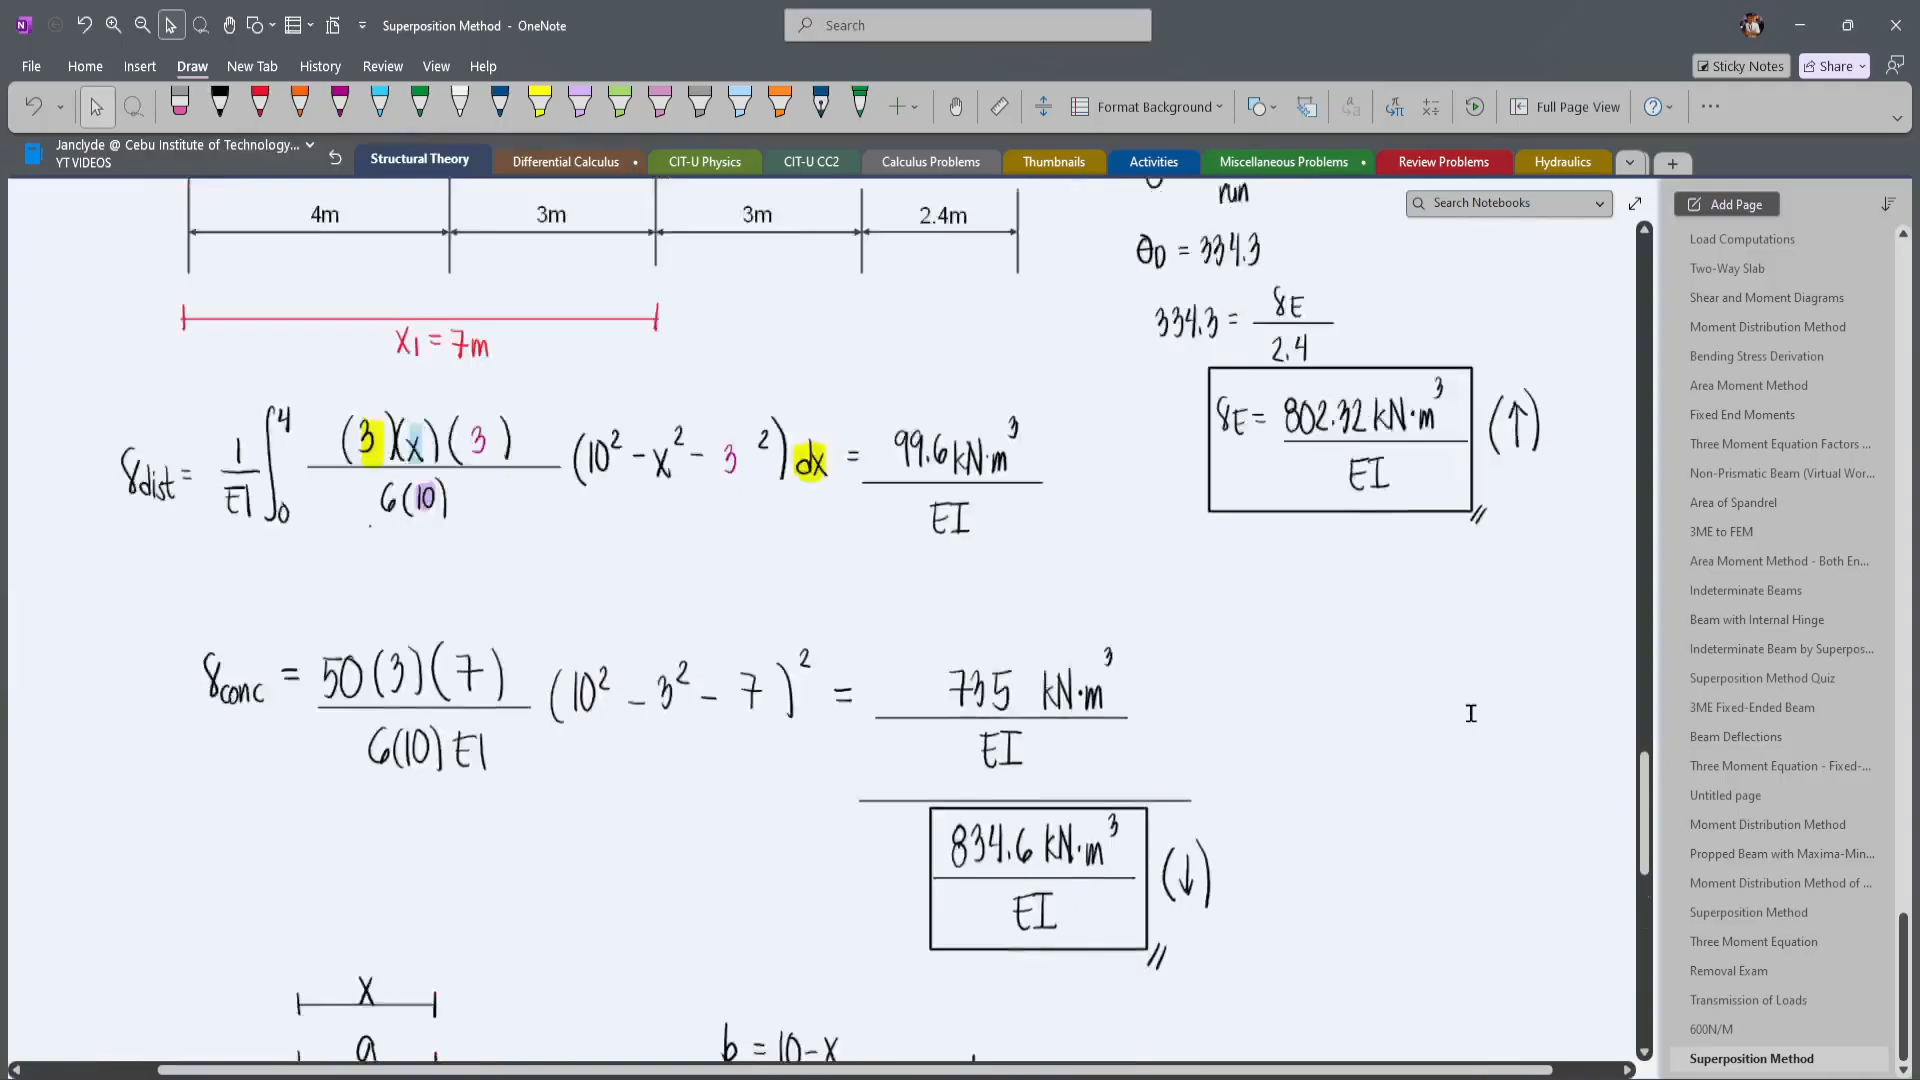 Superposition Method - OneNote
Search
File Home Insert Draw New Tab History Review View Help
Sticky Notes
Share
Format Background
Full Page View
Janclyde @ Cebu Institute of Technology...
YT VIDEOS
Structural Theory
Differential Calculus
CIT-U Physics
CIT-U CC2
Calculus Problems
Thumbnails
Activities
Miscellaneous Problems
Review Problems
Hydraulics
Search Notebooks
Add Page
Load Computations
Two-Way Slab
Shear and Moment Diagrams
Moment Distribution Method
Bending Stress Derivation
Area Moment Method
Fixed End Moments
Three Moment Equation Factors ...
Non-Prismatic Beam (Virtual Wor...
Area of Spandrel
3ME to FEM
Area Moment Method - Both En...
Indeterminate Beams
Beam with Internal Hinge
Indeterminate Beam by Superpos...
Superposition Method Quiz
3ME Fixed-Ended Beam
Beam Deflections
Three Moment Equation - Fixed-...
Untitled page
Moment Distribution Method
Propped Beam with Maxima-Min...
Moment Distribution Method of ...
Superposition Method
Three Moment Equation
Removal Exam
Transmission of Loads
600N/M
Superposition Method
4m 3m 3m 2.4m
x1 = 7m
run
θD = 334.3
334.3 = δE / 2.4
δE = 802.32 kN·m³ / EI (↑)
δdist = 1/EI ∫₀⁴ (3)(x)(3) / 6(10) (10² - x² - 3²) dx = 99.6 kN·m³ / EI
δconc = 50(3)(7) / 6(10)EI (10² - 3² - 7)² = 735 kN·m³ / EI
834.6 kN·m³ / EI (↓)
x
a
b = 10-x